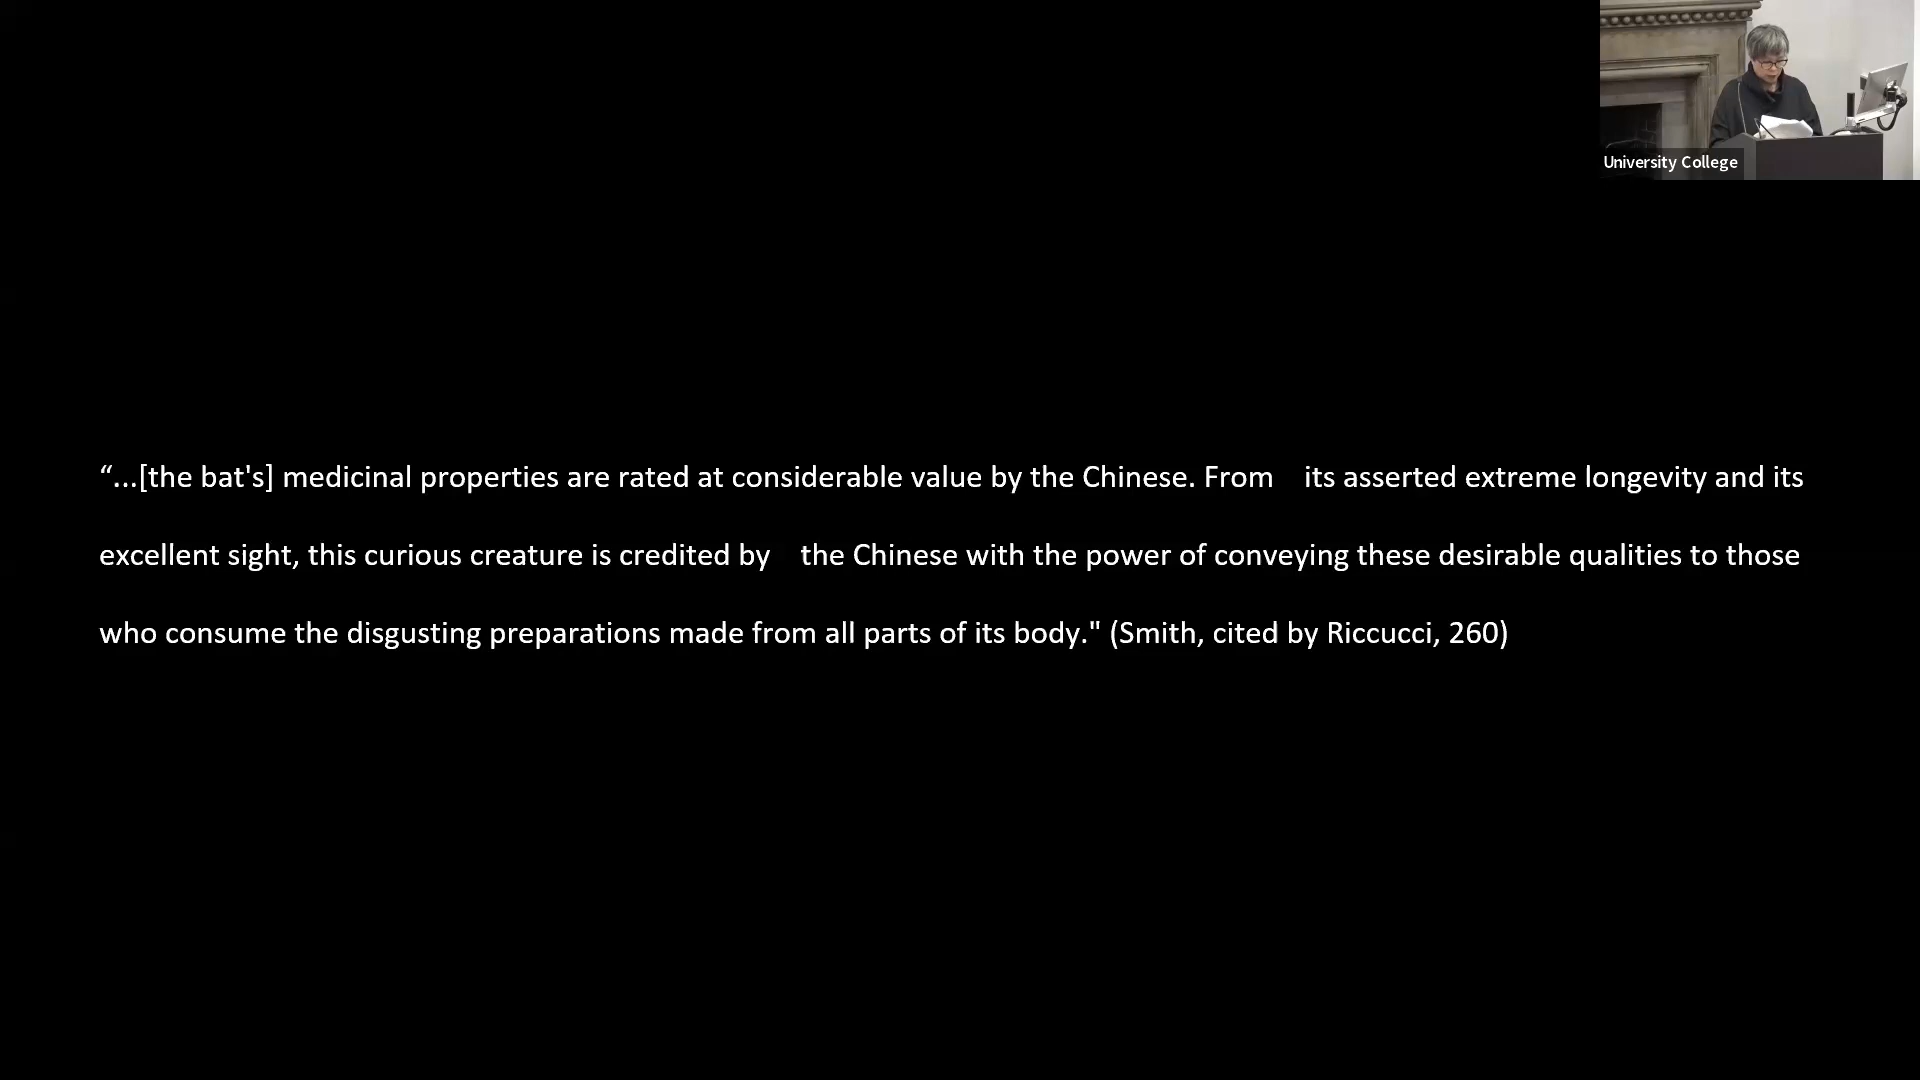 University College
“...[the bat's] medicinal properties are rated at considerable value by the Chinese. From    its asserted extreme longevity and its
excellent sight, this curious creature is credited by    the Chinese with the power of conveying these desirable qualities to those
who consume the disgusting preparations made from all parts of its body." (Smith, cited by Riccucci, 260)